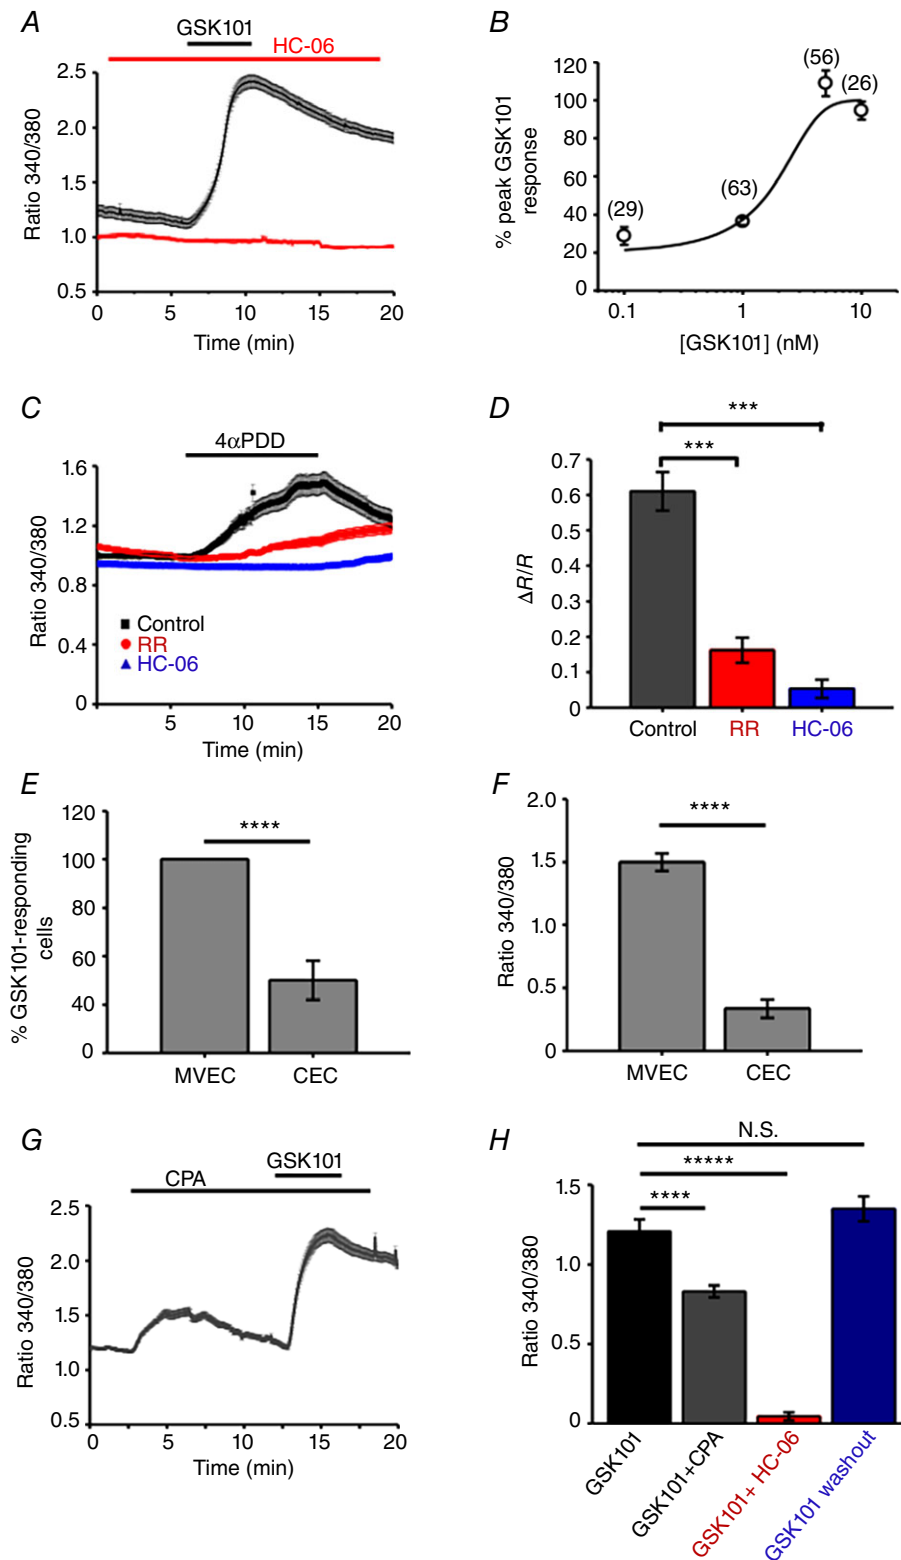 A
GSK101
HC-06
Ratio 340/380
2.5
2.0
1.5
1.0
0.5
0
5
10
15
20
Time (min)
B
% peak GSK101
response
120
100
80
60
40
20
0
(29)
(63)
(56)
(26)
0.1
1
10
[GSK101] (nM)
C
4αPDD
Ratio 340/380
1.6
1.2
0.8
0.4
0
Control
RR
HC-06
5
10
15
20
Time (min)
D
***
***
ΔR/R
0.7
0.6
0.5
0.4
0.3
0.2
0.1
0
Control
RR
HC-06
E
% GSK101-responding
cells
120
100
80
60
40
0
****
MVEC
CEC
F
Ratio 340/380
2.0
1.5
1.0
0.5
0
****
MVEC
CEC
G
CPA
GSK101
Ratio 340/380
2.5
2.0
1.5
1.0
0.5
0
5
10
15
20
Time (min)
H
N.S.
*****
****
Ratio 340/380
1.5
1.0
0.5
0
GSK101
GSK101+CPA
GSK101+ HC-06
GSK101 washout